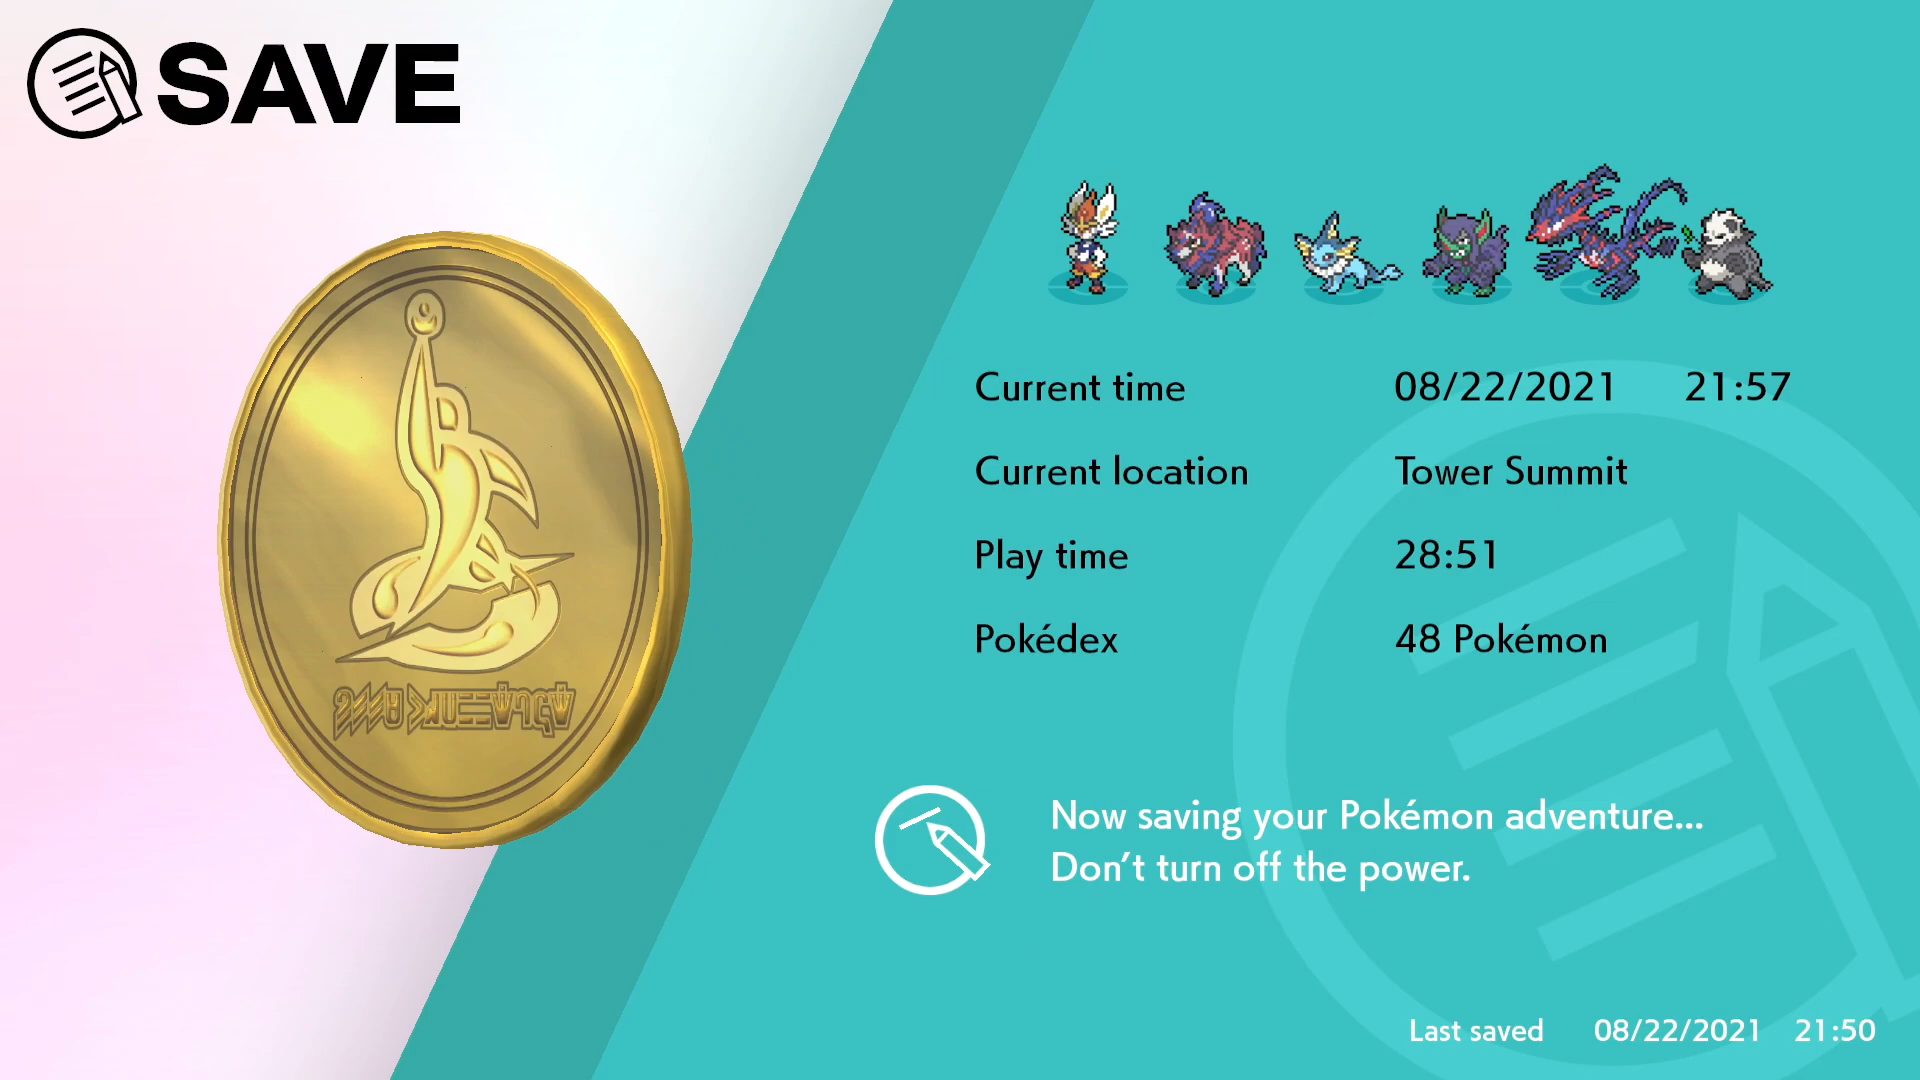 SAVE
Current time 08/22/2021 21:57
Current location Tower Summit
Play time 28:51
Pokédex 48 Pokémon
Now saving your Pokémon adventure...
Don't turn off the power.
Last saved 08/22/2021 21:50